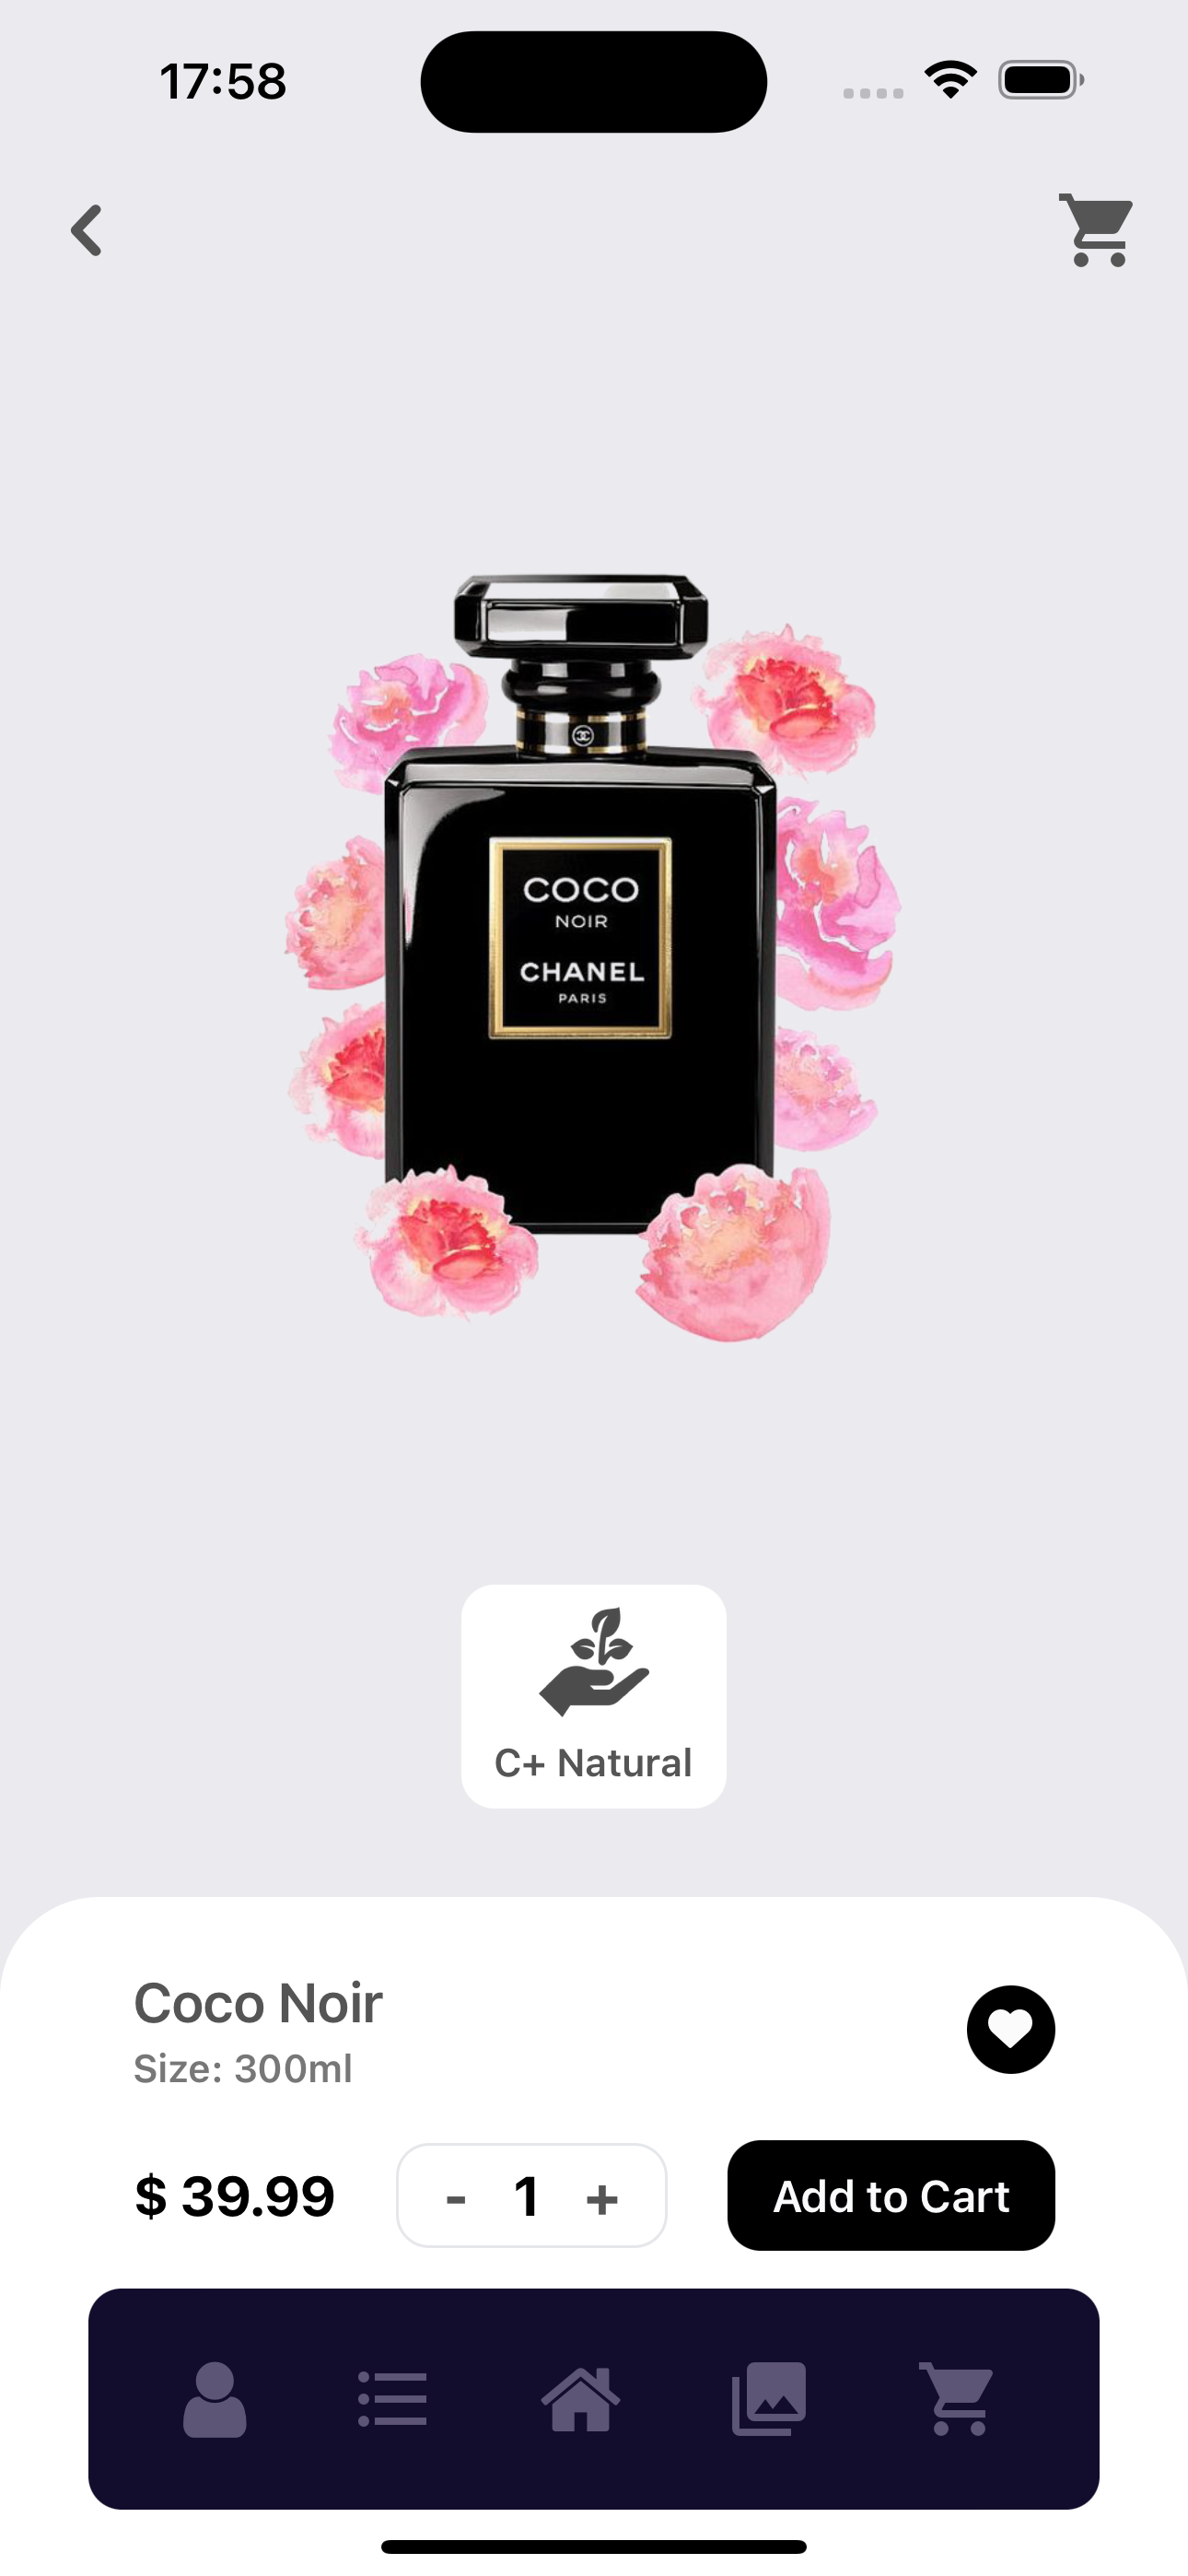 17:58
COCO
NOIR
CHANEL
PARIS
C+ Natural
Coco Noir
Size: 300ml
$ 39.99
- 1 +
Add to Cart